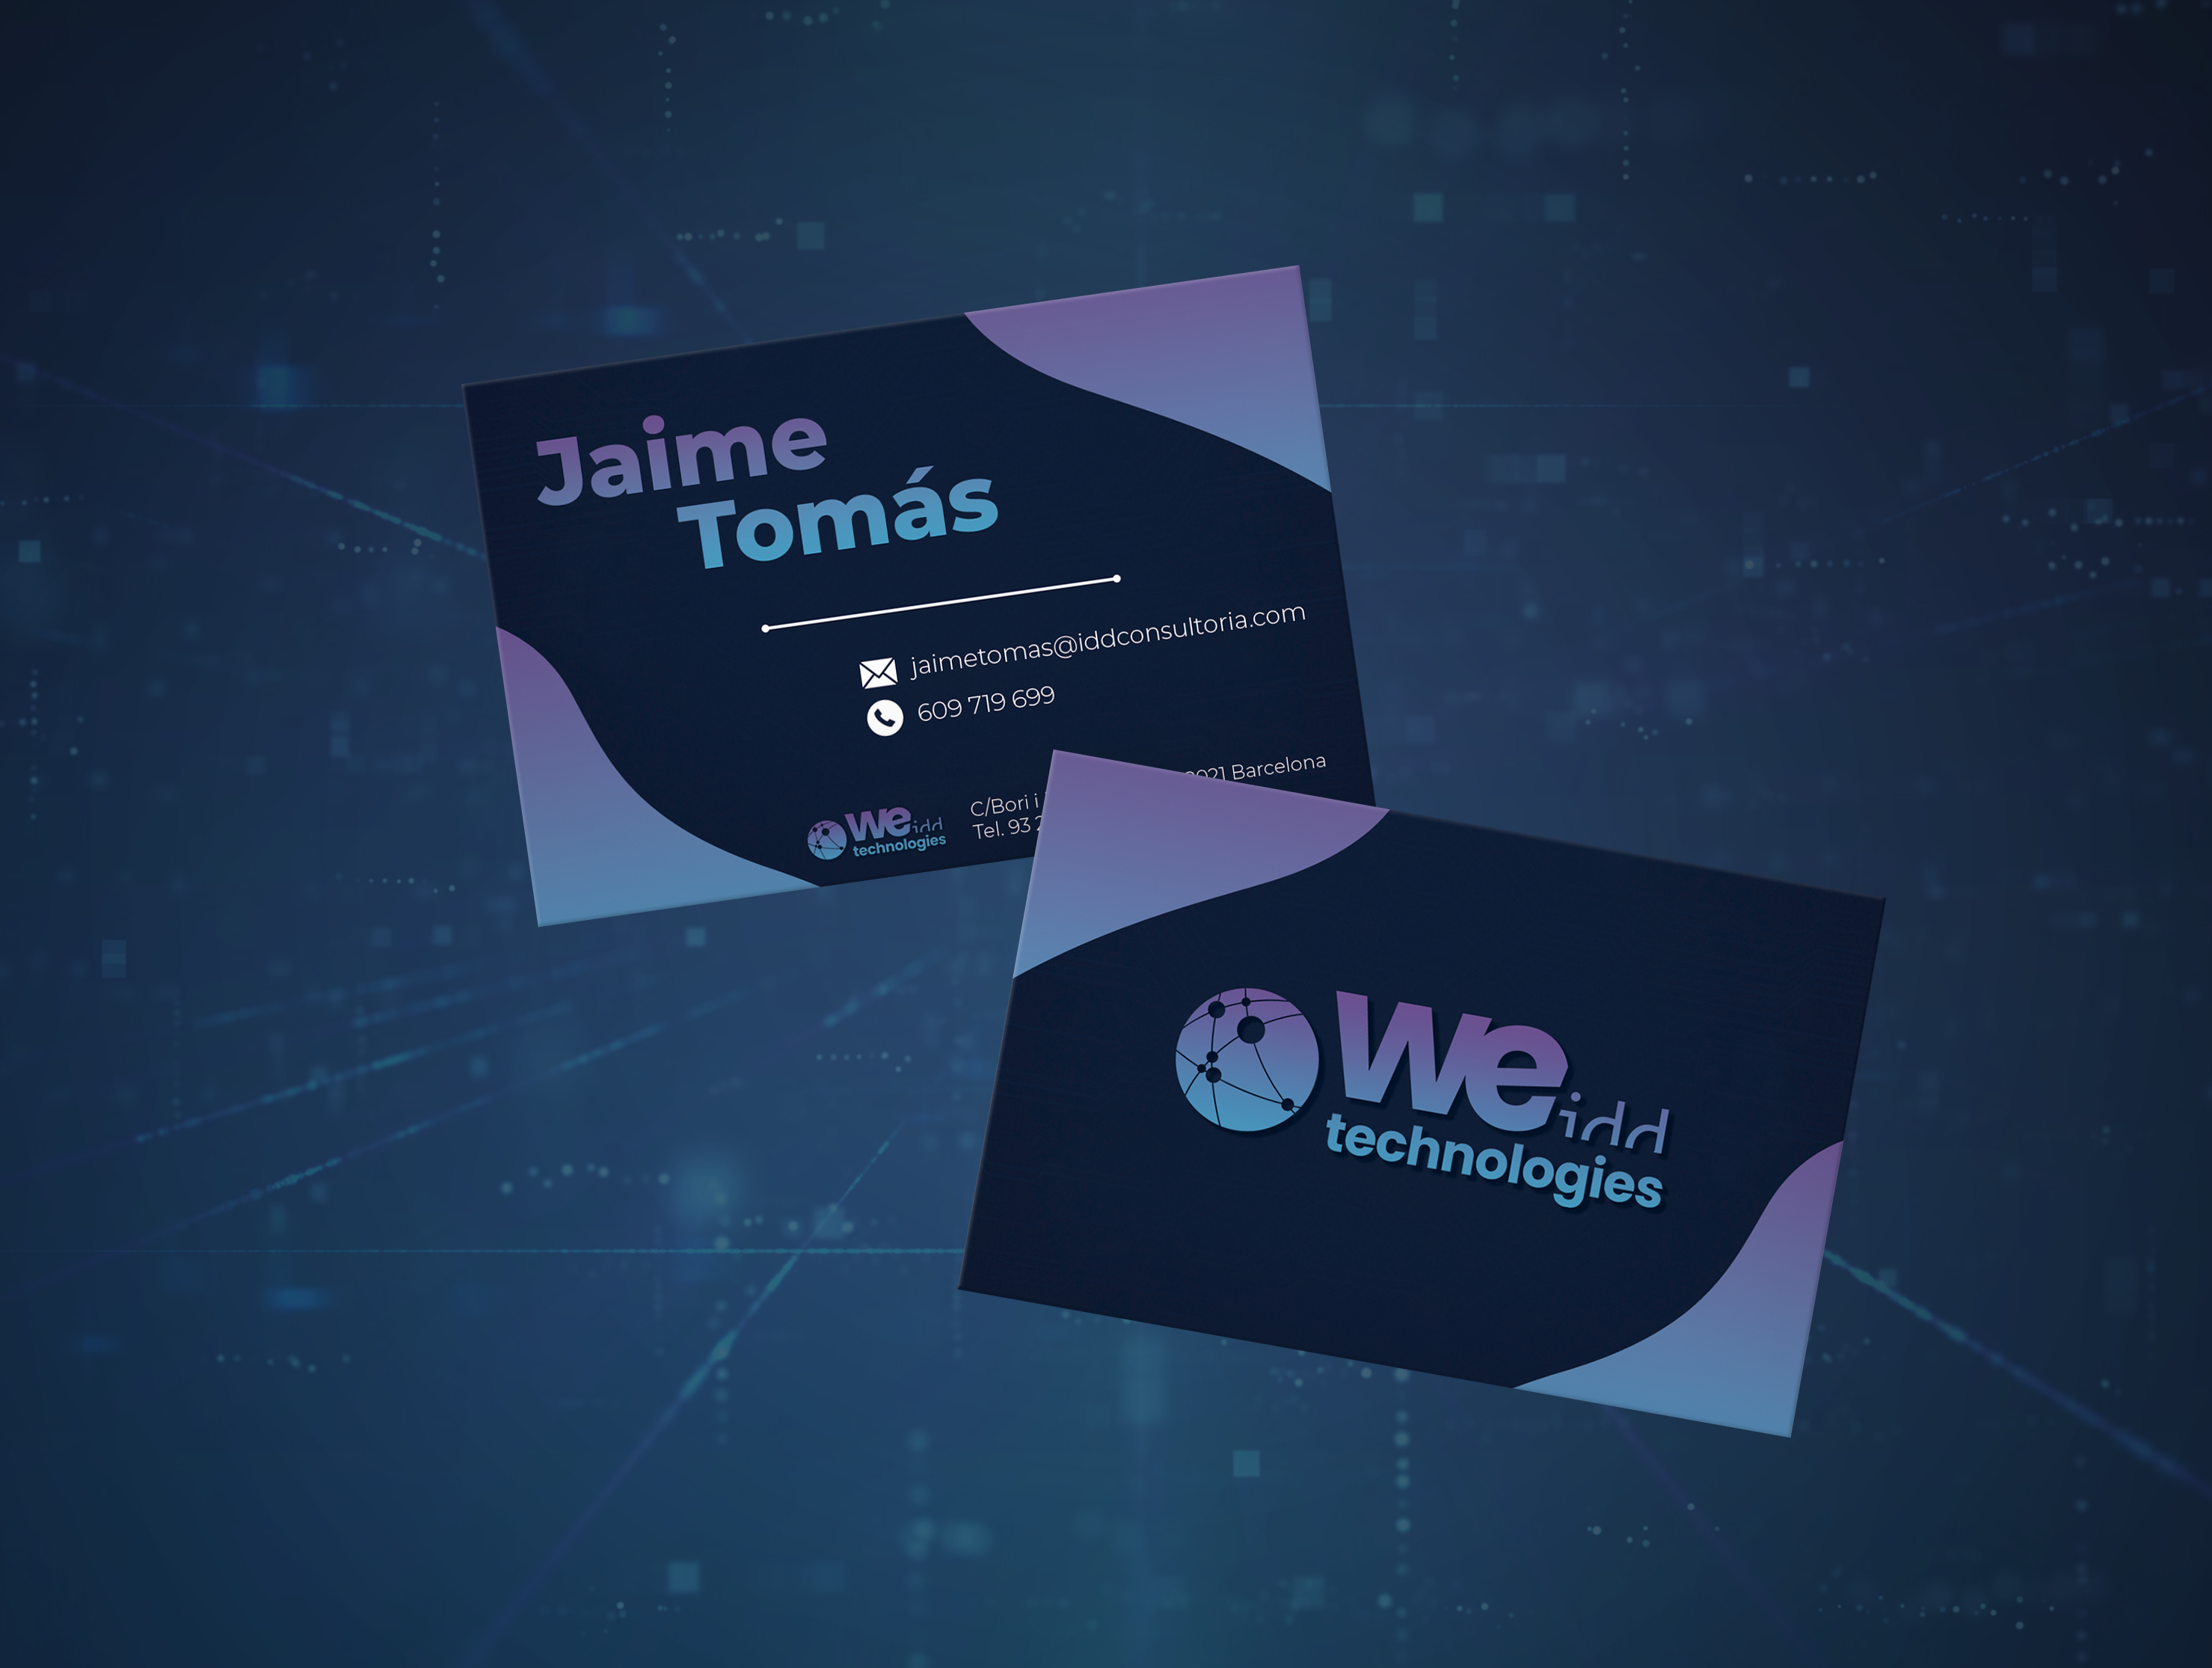 Jaime
Tomás
jaimetomas@iddconsultoria.com
609 719 699
C/Bori i
Barcelona
Tel. 93
We idd
technologies
We idd
technologies